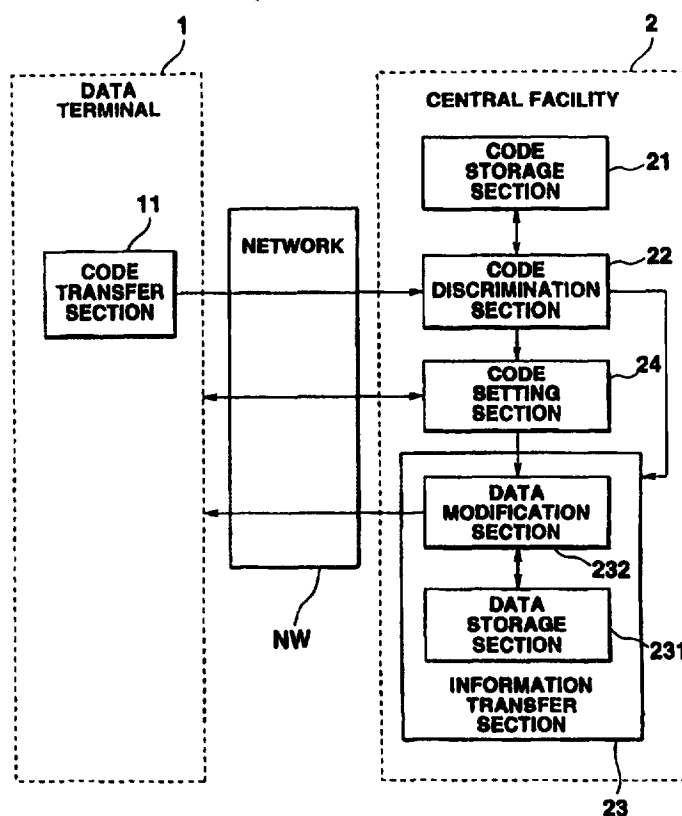 1
DATA
TERMINAL
11
CODE
TRANSFER
SECTION
NETWORK
NW
2
CENTRAL FACILITY
CODE
STORAGE
SECTION
21
CODE
DISCRIMINATION
SECTION
22
CODE
SETTING
SECTION
24
DATA
MODIFICATION
SECTION
232
DATA
STORAGE
SECTION
231
INFORMATION
TRANSFER
SECTION
23